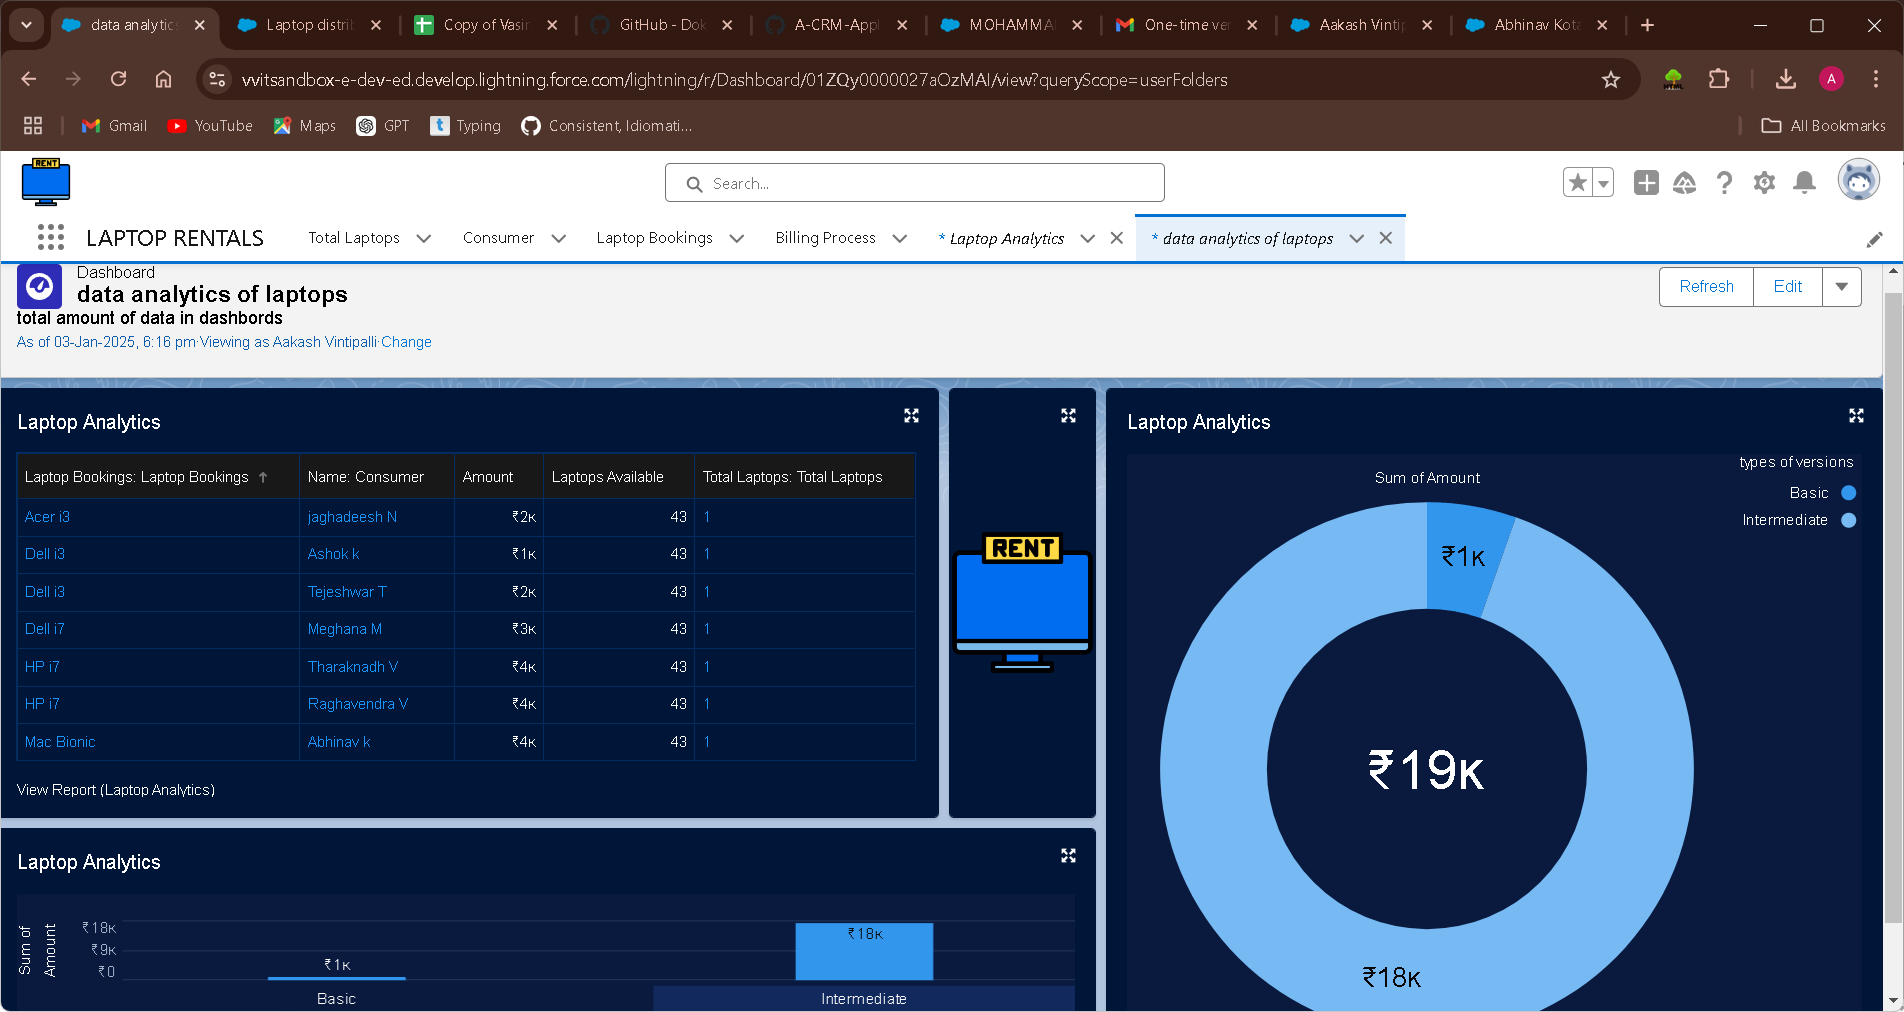 data analytics
Laptop distrib
Copy of Vasir
GitHub - Dok
A-CRM-Appl
MOHAMMA
One-time ver
Aakash Vintip
Abhinav Kota
vvitsandbox-e-dev-ed.develop.lightning.force.com/lightning/r/Dashboard/01ZQy0000027aOzMAI/view?queryScope=userFolders
A
Gmail
YouTube
Maps
GPT
Typing
Consistent, Idiomati...
All Bookmarks
RENT
Search...
LAPTOP RENTALS
Total Laptops
Consumer
Laptop Bookings
Billing Process
* Laptop Analytics
* data analytics of laptops
Dashboard
data analytics of laptops
total amount of data in dashbords
As of 03-Jan-2025, 6:16 pm·Viewing as Aakash Vintipalli·Change
Refresh
Edit
Laptop Analytics
Laptop Bookings: Laptop Bookings ↑ Name: Consumer Amount Laptops Available Total Laptops: Total Laptops
Acer i3 jaghadeesh N ₹2K 43 1
Dell i3 Ashok k ₹1K 43 1
Dell i3 Tejeshwar T ₹2K 43 1
Dell i7 Meghana M ₹3K 43 1
HP i7 Tharaknadh V ₹4K 43 1
HP i7 Raghavendra V ₹4K 43 1
Mac Bionic Abhinav k ₹4K 43 1
View Report (Laptop Analytics)
RENT
Laptop Analytics
types of versions
Basic
Intermediate
Sum of Amount
₹1K
₹19K
₹18K
Laptop Analytics
Sum of
Amount
₹18K
₹9K
₹0
₹1K
₹18K
Basic
Intermediate